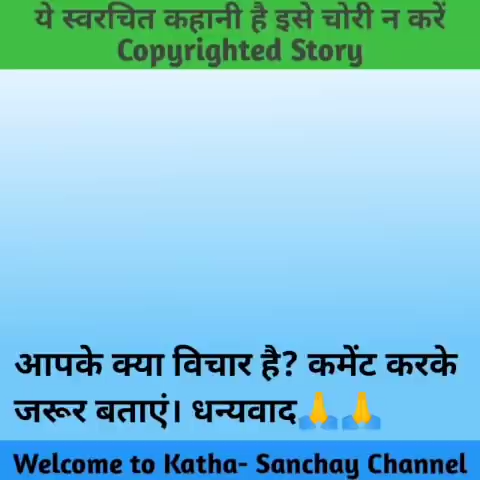 ये स्वरचित कहानी है इसे चोरी न करें
Copyrighted Story
आपके क्या विचार है? कमेंट करके
जरूर बताएं। धन्यवाद🙏🙏
Welcome to Katha- Sanchay Channel